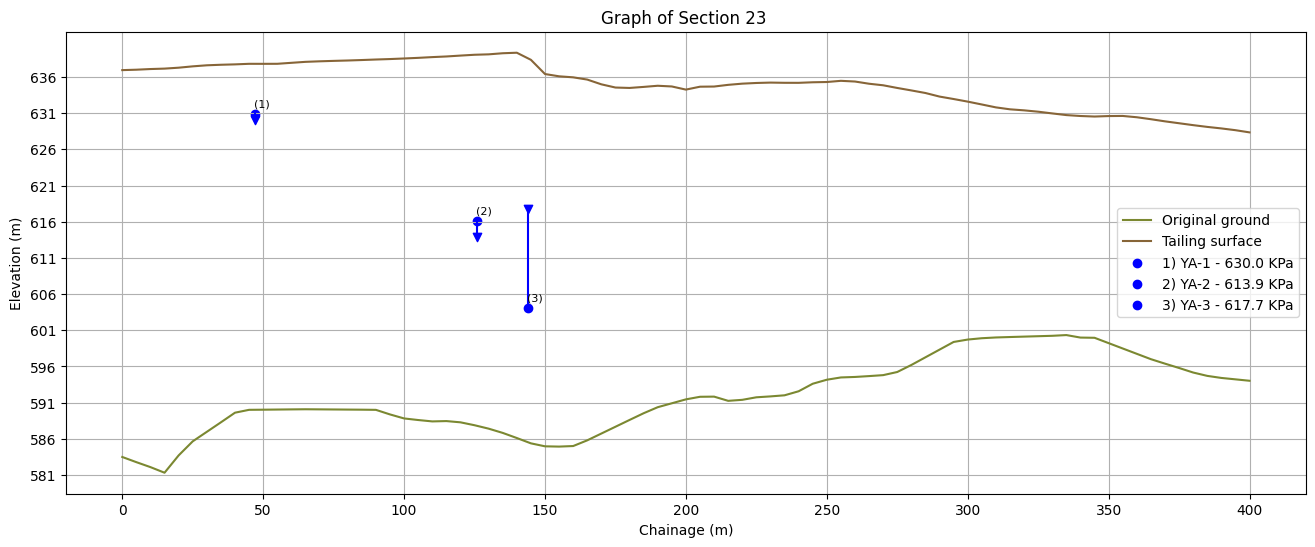 Graph of Section 23
Elevation (m)
636
631
626
621
616
611
606
601
596
591
586
581
(1)
(2)
(3)
Original ground
Tailing surface
1) YA-1 - 630.0 KPa
2) YA-2 - 613.9 KPa
3) YA-3 - 617.7 KPa
0 50 100 150 200 250 300 350 400
Chainage (m)